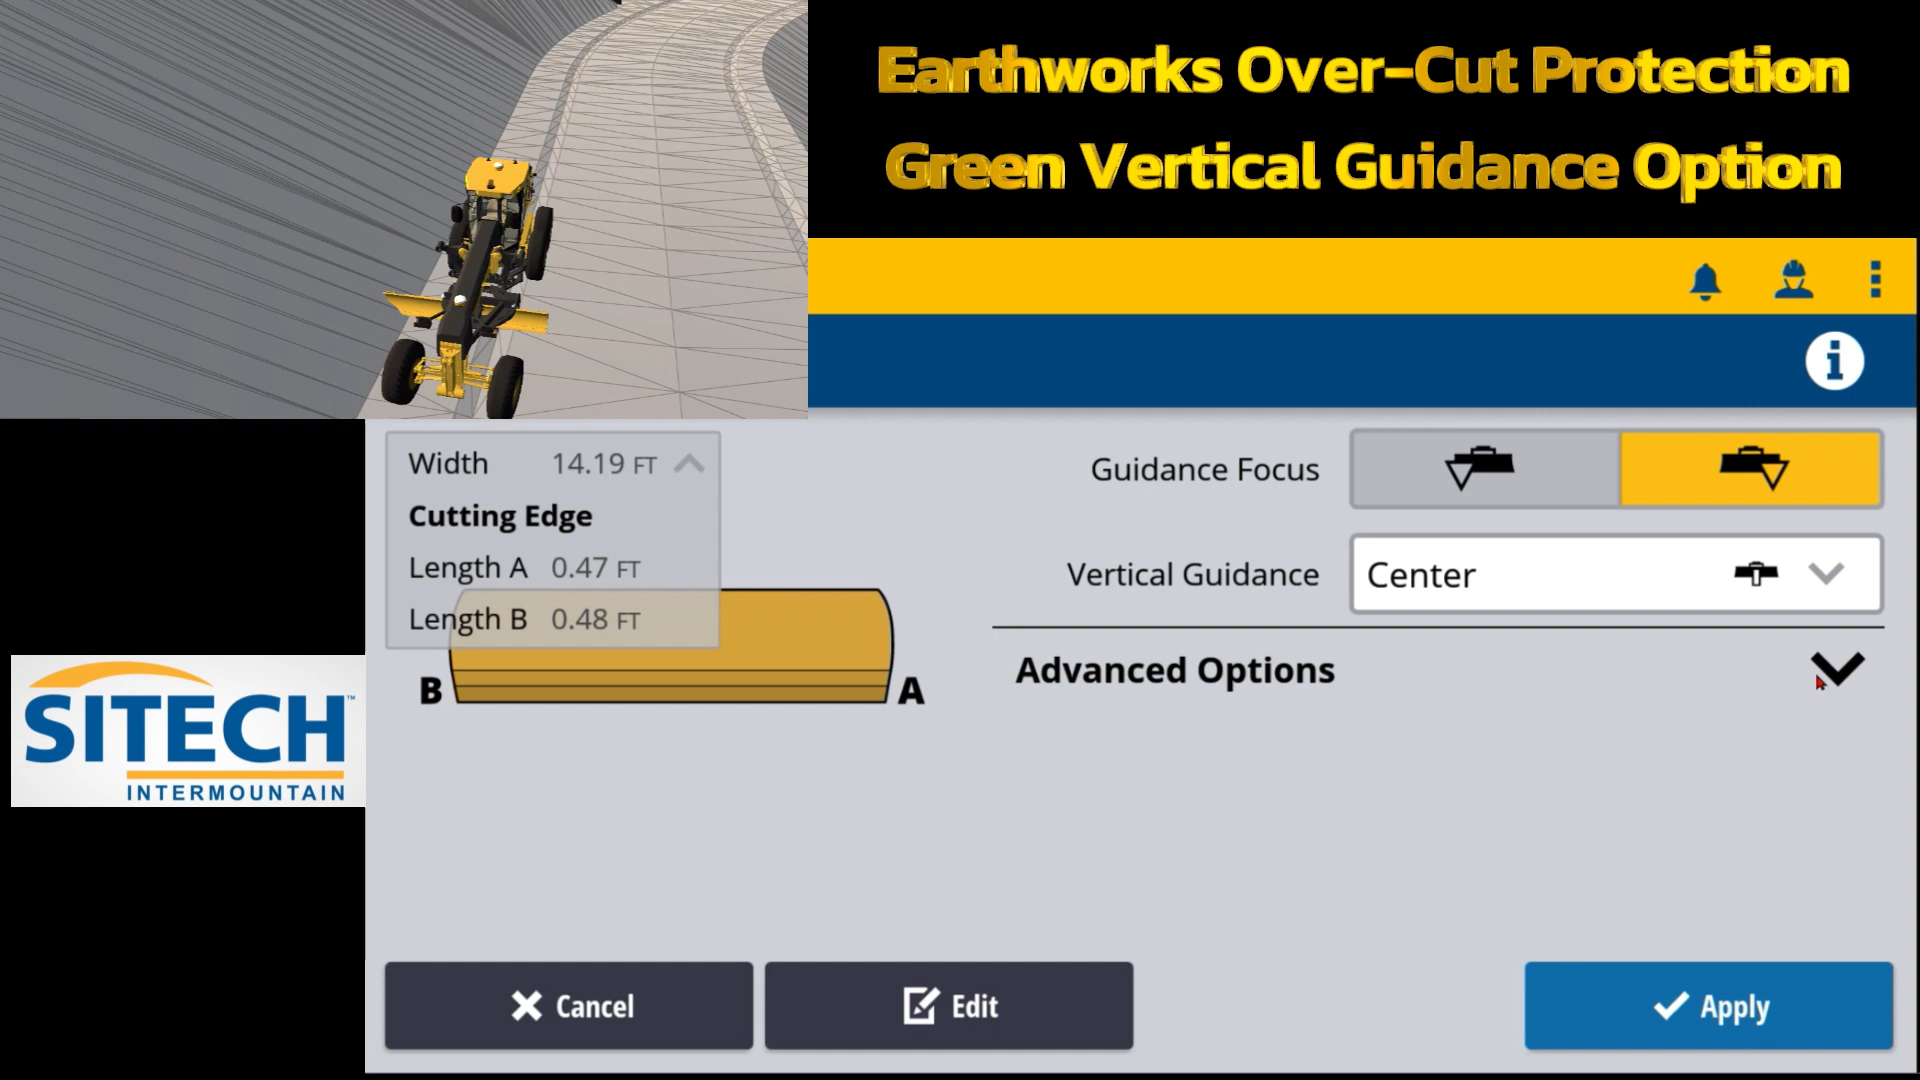 Earthworks Over-Cut Protection
Green Vertical Guidance Option
Width 14.19 FT
Cutting Edge
Length A 0.47 FT
Length B 0.48 FT
B
A
Guidance Focus
Vertical Guidance
Center
Advanced Options
SITECH™
INTERMOUNTAIN
Cancel
Edit
Apply